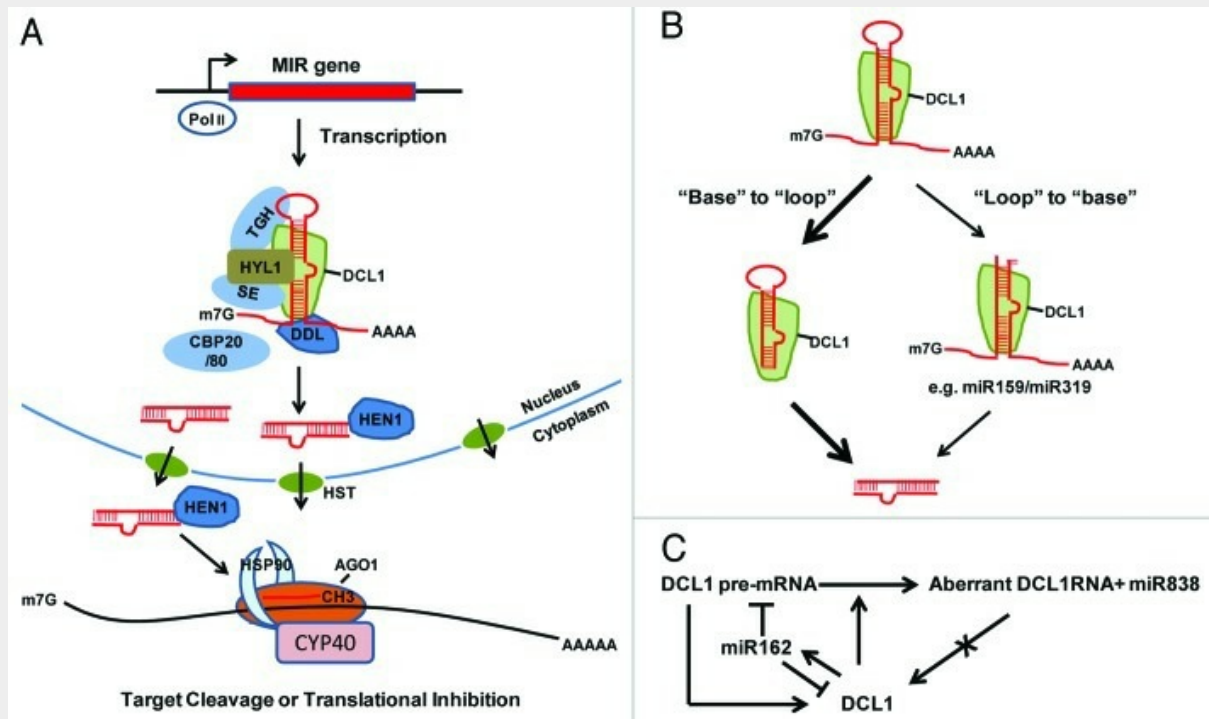 A
MIR gene
Pol II
Transcription
TGH
HYL1
SE
DCL1
m7G
AAAA
DDL
CBP20
/80
HEN1
Nucleus
Cytoplasm
HST
HEN1
HSP90
AGO1
CH3
m7G
CYP40
AAAAA
Target Cleavage or Translational Inhibition
B
DCL1
m7G
AAAA
“Base” to “loop”
“Loop” to “base”
DCL1
DCL1
m7G
AAAA
e.g. miR159/miR319
C
DCL1 pre-mRNA
Aberrant DCL1RNA+ miR838
miR162
DCL1